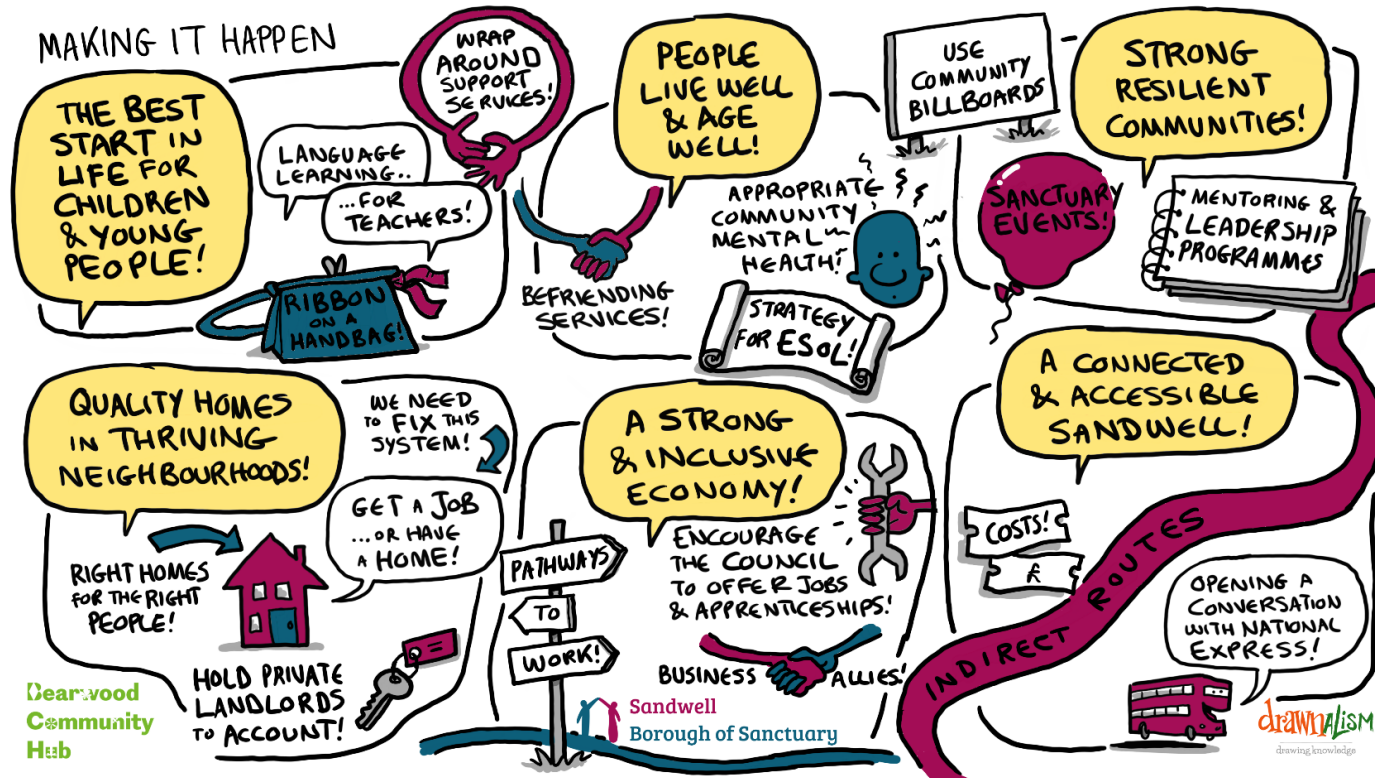 MAKING IT HAPPEN
THE BEST
START IN
LIFE FOR
CHILDREN
& YOUNG
PEOPLE!
LANGUAGE
LEARNING..
...FOR
TEACHERS!
WRAP
AROUND
SUPPORT
SERVICES!
RIBBON
ON A
HANDBAG!
PEOPLE
LIVE WELL
& AGE
WELL!
BEFRIENDING
SERVICES!
APPROPRIATE
COMMUNITY
MENTAL
HEALTH!
STRATEGY
FOR ESOL!
USE
COMMUNITY
BILLBOARDS
STRONG
RESILIENT
COMMUNITIES!
SANCTUARY
EVENTS!
MENTORING &
LEADERSHIP
PROGRAMMES
QUALITY HOMES
IN THRIVING
NEIGHBOURHOODS!
WE NEED
TO FIX THIS
SYSTEM!
GET A JOB
...OR HAVE
A HOME!
RIGHT HOMES
FOR THE RIGHT
PEOPLE!
HOLD PRIVATE
LANDLORDS
TO ACCOUNT!
A STRONG
& INCLUSIVE
ECONOMY!
PATHWAYS
TO
WORK!
ENCOURAGE
THE COUNCIL
TO OFFER JOBS
& APPRENTICESHIPS!
BUSINESS ALLIES!
A CONNECTED
& ACCESSIBLE
SANDWELL!
COSTS!
£
INDIRECT ROUTES
OPENING A
CONVERSATION
WITH NATIONAL
EXPRESS!
Dearwood
Community
Hub
Sandwell
Borough of Sanctuary
drawnalism
drawing knowledge